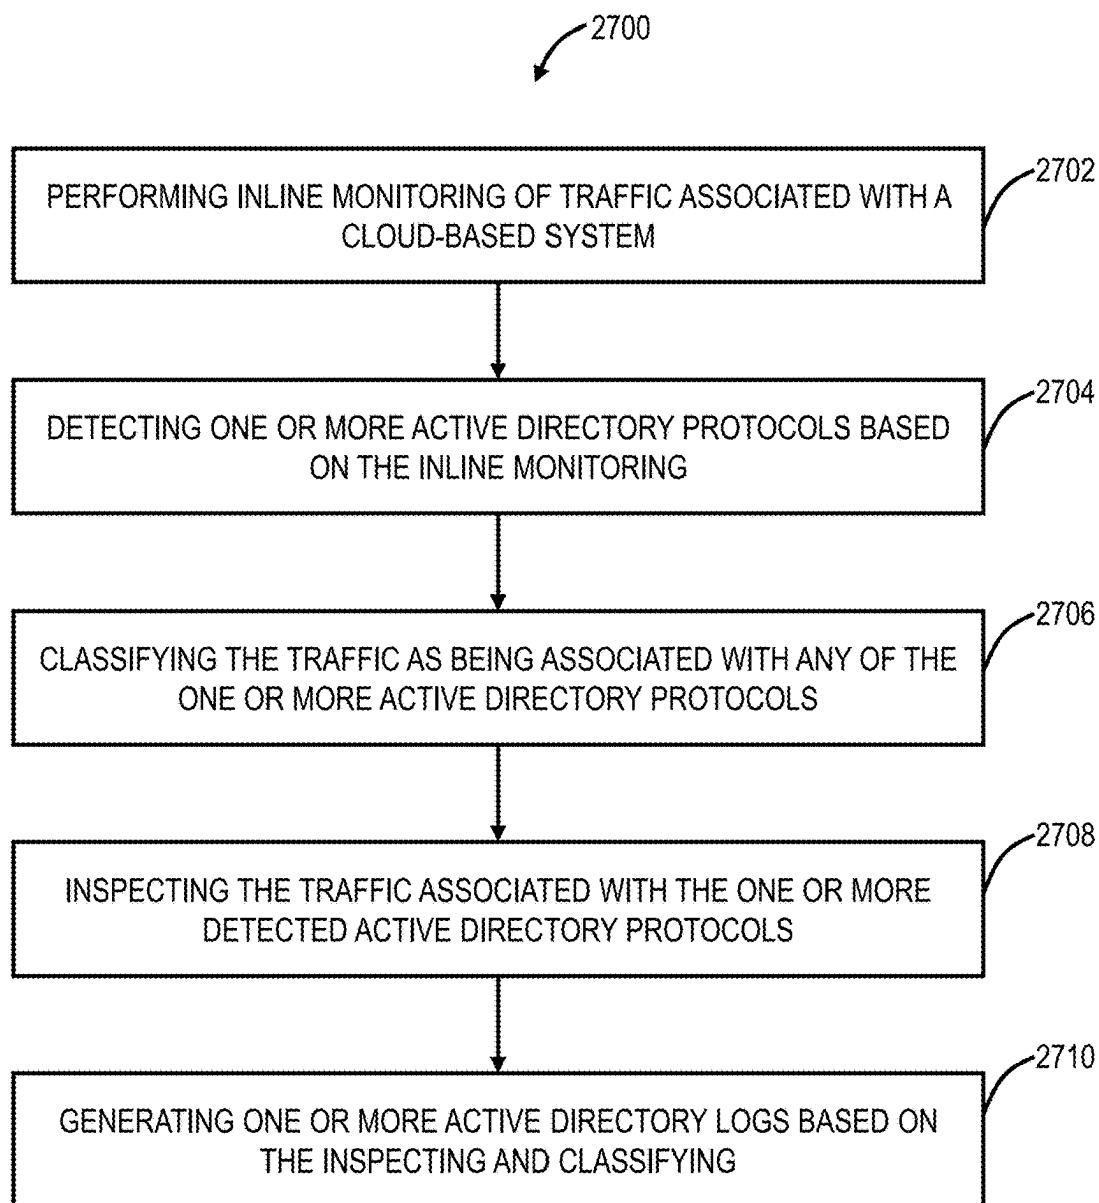 2700
PERFORMING INLINE MONITORING OF TRAFFIC ASSOCIATED WITH A
CLOUD-BASED SYSTEM
2702
DETECTING ONE OR MORE ACTIVE DIRECTORY PROTOCOLS BASED
ON THE INLINE MONITORING
2704
CLASSIFYING THE TRAFFIC AS BEING ASSOCIATED WITH ANY OF THE
ONE OR MORE ACTIVE DIRECTORY PROTOCOLS
2706
INSPECTING THE TRAFFIC ASSOCIATED WITH THE ONE OR MORE
DETECTED ACTIVE DIRECTORY PROTOCOLS
2708
GENERATING ONE OR MORE ACTIVE DIRECTORY LOGS BASED ON
THE INSPECTING AND CLASSIFYING
2710